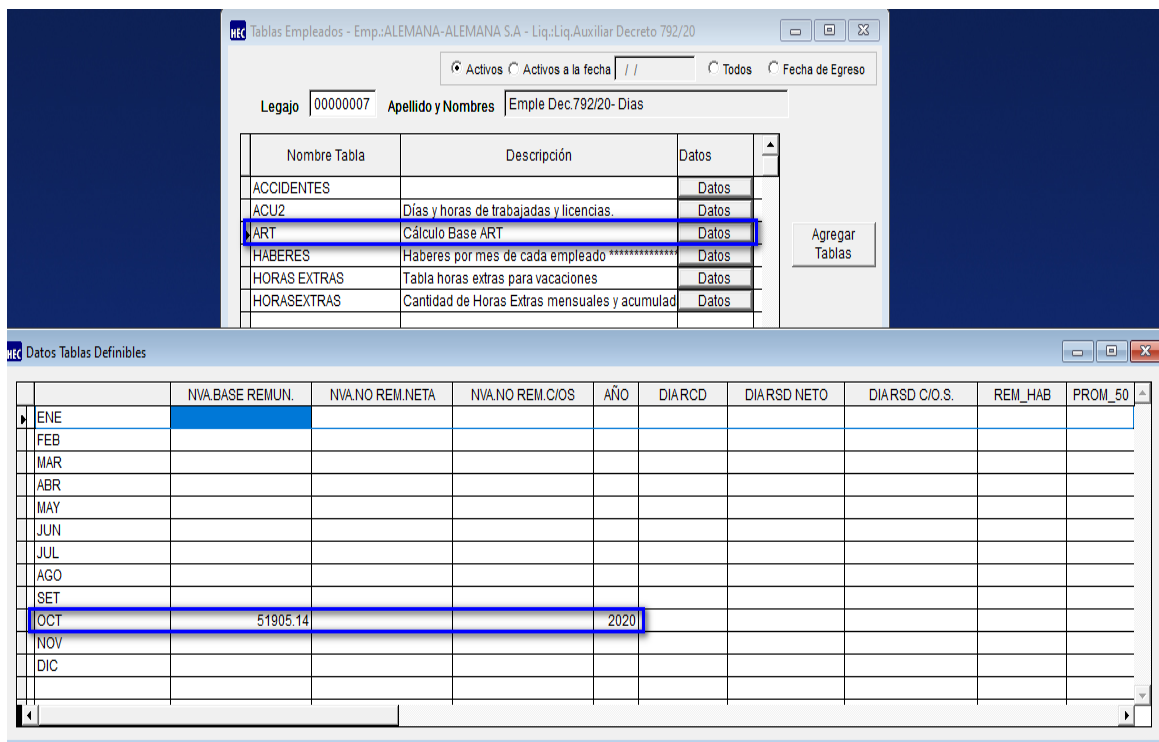 HEC Tablas Empleados - Emp.:ALEMANA-ALEMANA S.A - Liq.:Liq.Auxiliar Decreto 792/20
Activos Activos a la fecha / / Todos Fecha de Egreso
Legajo 00000007 Apellido y Nombres Emple Dec.792/20- Dias
Nombre Tabla Descripción Datos
ACCIDENTES Datos
ACU2 Días y horas de trabajadas y licencias. Datos
ART Cálculo Base ART Datos
HABERES Haberes por mes de cada empleado ************** Datos
HORAS EXTRAS Tabla horas extras para vacaciones Datos
HORASEXTRAS Cantidad de Horas Extras mensuales y acumulad Datos
Agregar
Tablas
HEC Datos Tablas Definibles
NVA.BASE REMUN. NVA.NO REM.NETA NVA.NO REM.C/OS AÑO DIA RCD DIA RSD NETO DIA RSD C/O.S. REM_HAB PROM_50
ENE
FEB
MAR
ABR
MAY
JUN
JUL
AGO
SET
OCT 51905.14 2020
NOV
DIC